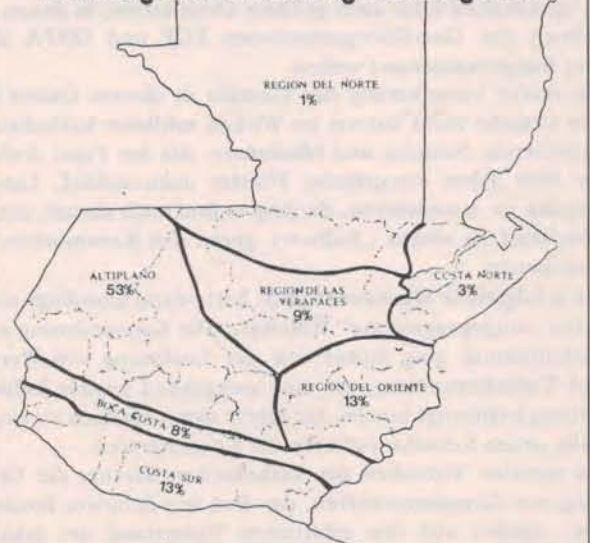 REGION DEL NORTE
1%
ALTIPLAÑO
53%
REGION DE LAS
VERAPACES
9%
COSTA NORTE
3%
REGION DEL ORIENTE
13%
BOCA COSTA 8%
COSTA SUR
13%